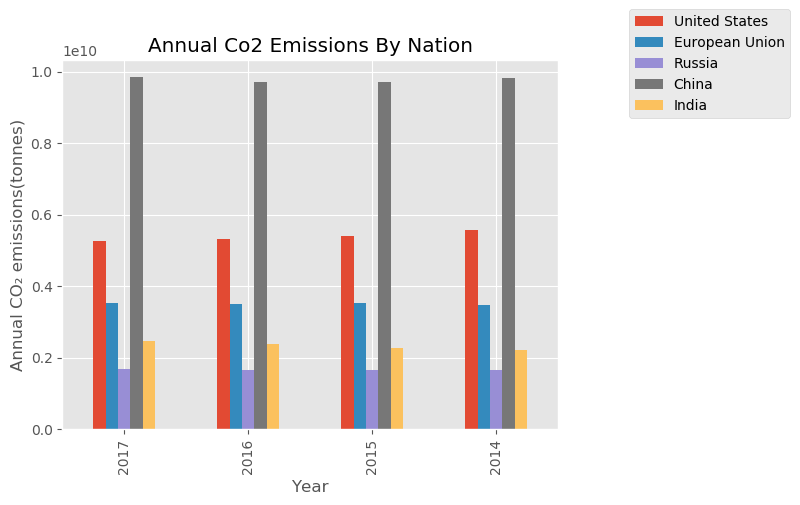 Annual Co2 Emissions By Nation
1e10
United States
European Union
Russia
China
India
1.0
0.8
0.6
0.4
0.2
0.0
Annual CO₂ emissions(tonnes)
2017
2016
2015
2014
Year